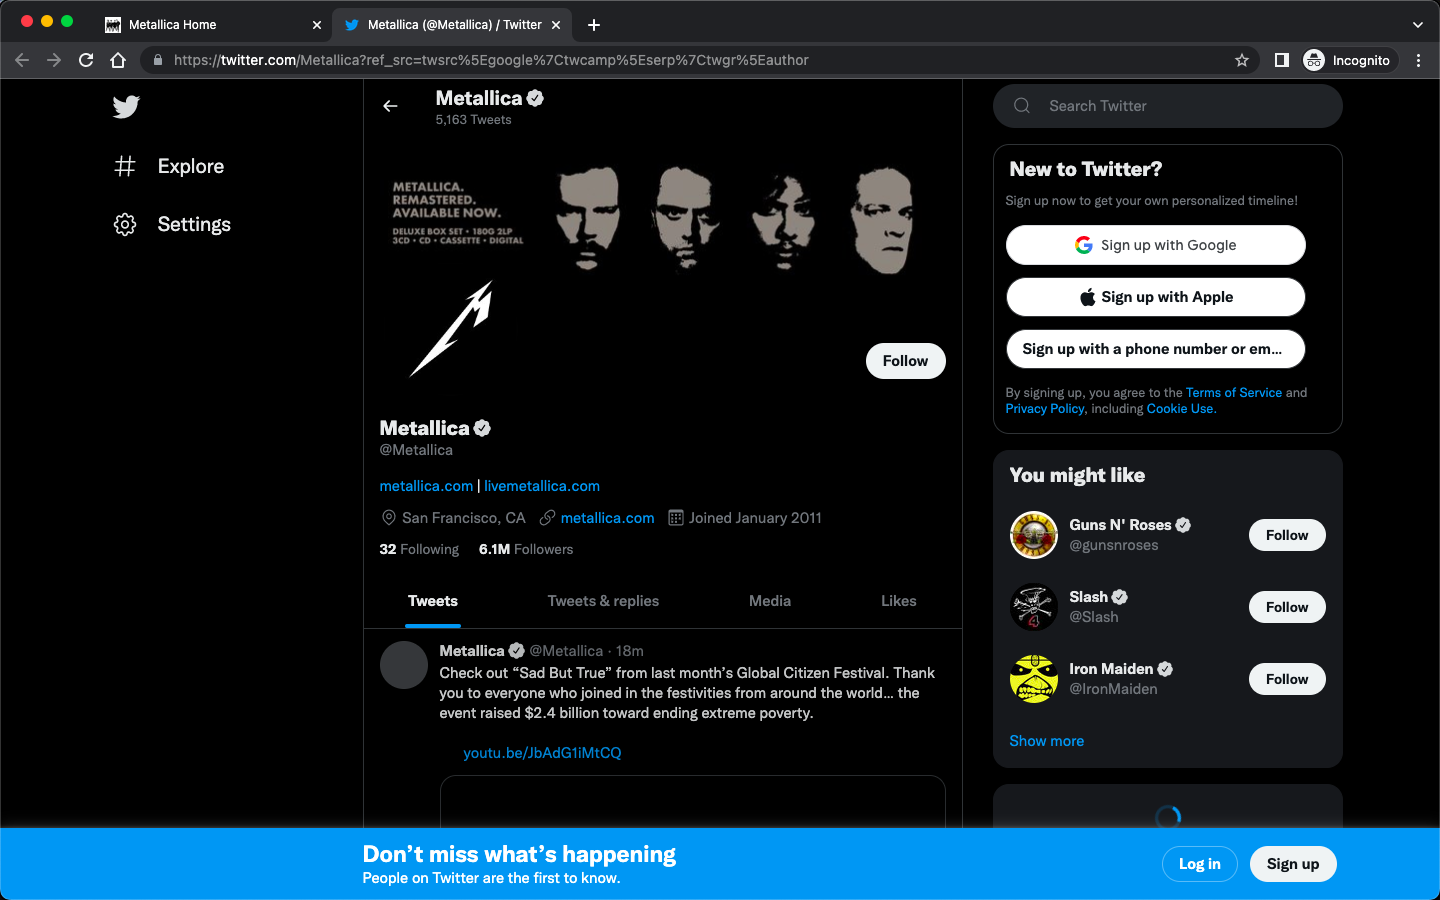 Metallica Home
Metallica (@Metallica) / Twitter
https://twitter.com/Metallica?ref_src=twsrc%5Egoogle%7Ctwcamp%5Eserp%7Ctwgr%5Eauthor
Incognito
Explore
Settings
Metallica
5,163 Tweets
METALLICA.
REMASTERED.
AVAILABLE NOW.
DELUXE BOX SET • 180G 2LP
3CD • CD • CASSETTE • DIGITAL
Follow
Metallica
@Metallica
metallica.com | livemetallica.com
San Francisco, CA metallica.com Joined January 2011
32 Following 6.1M Followers
Tweets Tweets & replies Media Likes
Metallica @Metallica · 18m
Check out “Sad But True” from last month’s Global Citizen Festival. Thank
you to everyone who joined in the festivities from around the world… the
event raised $2.4 billion toward ending extreme poverty.
youtu.be/JbAdG1iMtCQ
Search Twitter
New to Twitter?
Sign up now to get your own personalized timeline!
Sign up with Google
Sign up with Apple
Sign up with a phone number or em...
By signing up, you agree to the Terms of Service and
Privacy Policy, including Cookie Use.
You might like
Guns N' Roses
@gunsnroses
Follow
Slash
@Slash
Follow
Iron Maiden
@IronMaiden
Follow
Show more
Don’t miss what’s happening
People on Twitter are the first to know.
Log in
Sign up